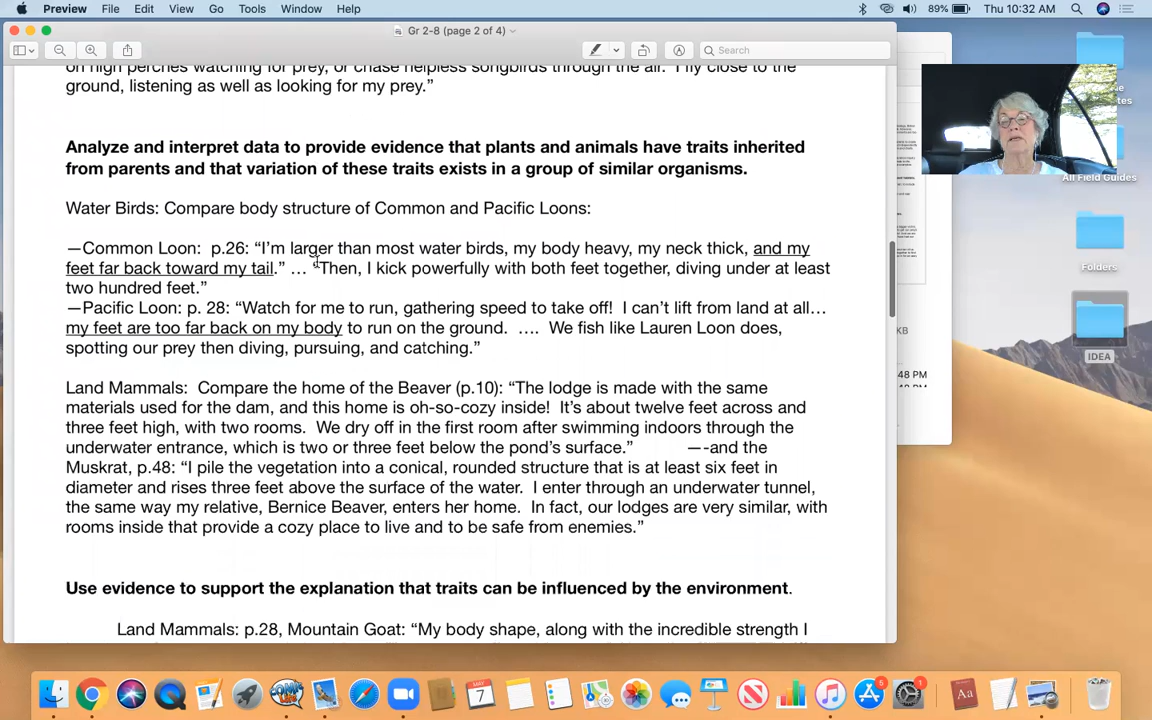 Preview File Edit View Go Tools Window Help 89% Thu 10:32 AM
Gr 2-8 (page 2 of 4)
Search
on high perches watching for prey, or chase helpless songbirds through the air. I fly close to the
ground, listening as well as looking for my prey.”
Analyze and interpret data to provide evidence that plants and animals have traits inherited
from parents and that variation of these traits exists in a group of similar organisms.
Water Birds: Compare body structure of Common and Pacific Loons:
—Common Loon: p.26: “I’m larger than most water birds, my body heavy, my neck thick, and my
feet far back toward my tail.” … “Then, I kick powerfully with both feet together, diving under at least
two hundred feet.”
—Pacific Loon: p. 28: “Watch for me to run, gathering speed to take off! I can’t lift from land at all…
my feet are too far back on my body to run on the ground. …. We fish like Lauren Loon does,
spotting our prey then diving, pursuing, and catching.”
Land Mammals: Compare the home of the Beaver (p.10): “The lodge is made with the same
materials used for the dam, and this home is oh-so-cozy inside! It’s about twelve feet across and
three feet high, with two rooms. We dry off in the first room after swimming indoors through the
underwater entrance, which is two or three feet below the pond’s surface.” —-and the
Muskrat, p.48: “I pile the vegetation into a conical, rounded structure that is at least six feet in
diameter and rises three feet above the surface of the water. I enter through an underwater tunnel,
the same way my relative, Bernice Beaver, enters her home. In fact, our lodges are very similar, with
rooms inside that provide a cozy place to live and to be safe from enemies.”
Use evidence to support the explanation that traits can be influenced by the environment.
Land Mammals: p.28, Mountain Goat: “My body shape, along with the incredible strength I
All Field Guides
Folders
IDEA
KB
48 PM
MAY
7
5
1
Aa